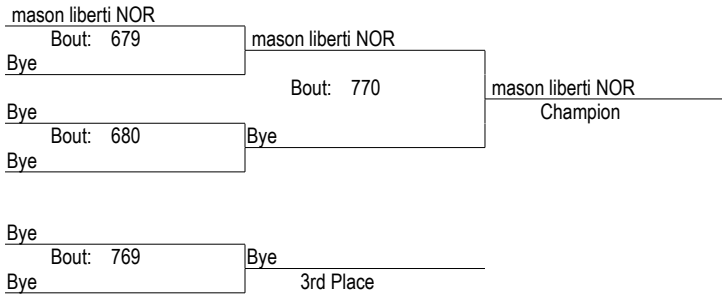 mason liberti NOR
Bout: 679
mason liberti NOR
Bye
Bout: 770
mason liberti NOR
Bye
Champion
Bout: 680
Bye
Bye
Bye
Bout: 769
Bye
Bye
3rd Place